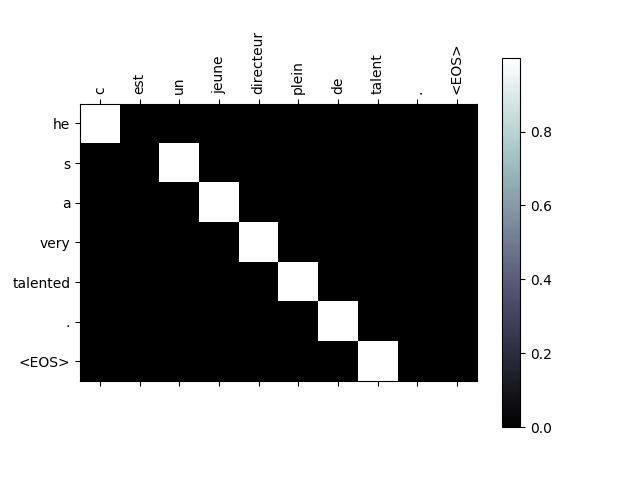 c est un jeune directeur plein de talent . <EOS>
he
s
a
very
talented
.
<EOS>
0.8
0.6
0.4
0.2
0.0